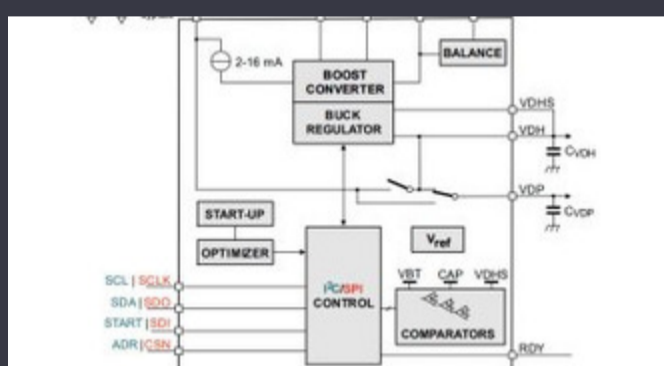 2-16 mA
BALANCE
BOOST
CONVERTER
BUCK
REGULATOR
VDHS
VDH
CVDH
VDP
CVDP
START-UP
OPTIMIZER
Vref
I²C/SPI
CONTROL
VBT CAP VDHS
COMPARATORS
SCL | SCLK
SDA | SDO
START | SDI
ADR | CSN
RDY